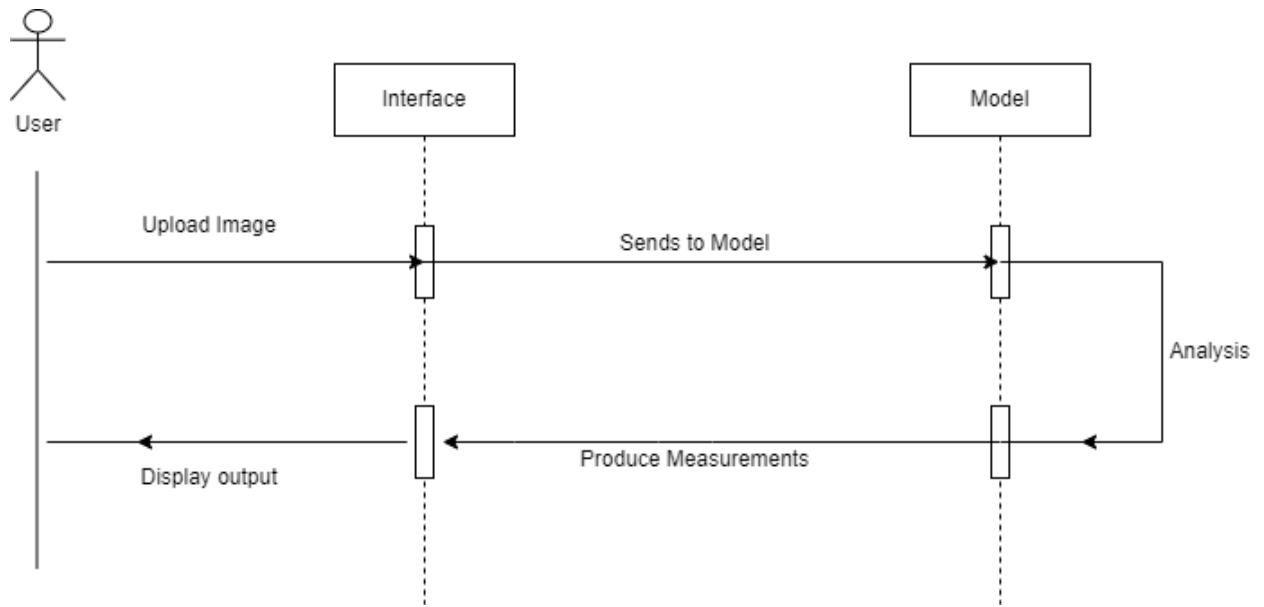 User
Interface
Model
Upload Image
Sends to Model
Analysis
Produce Measurements
Display output